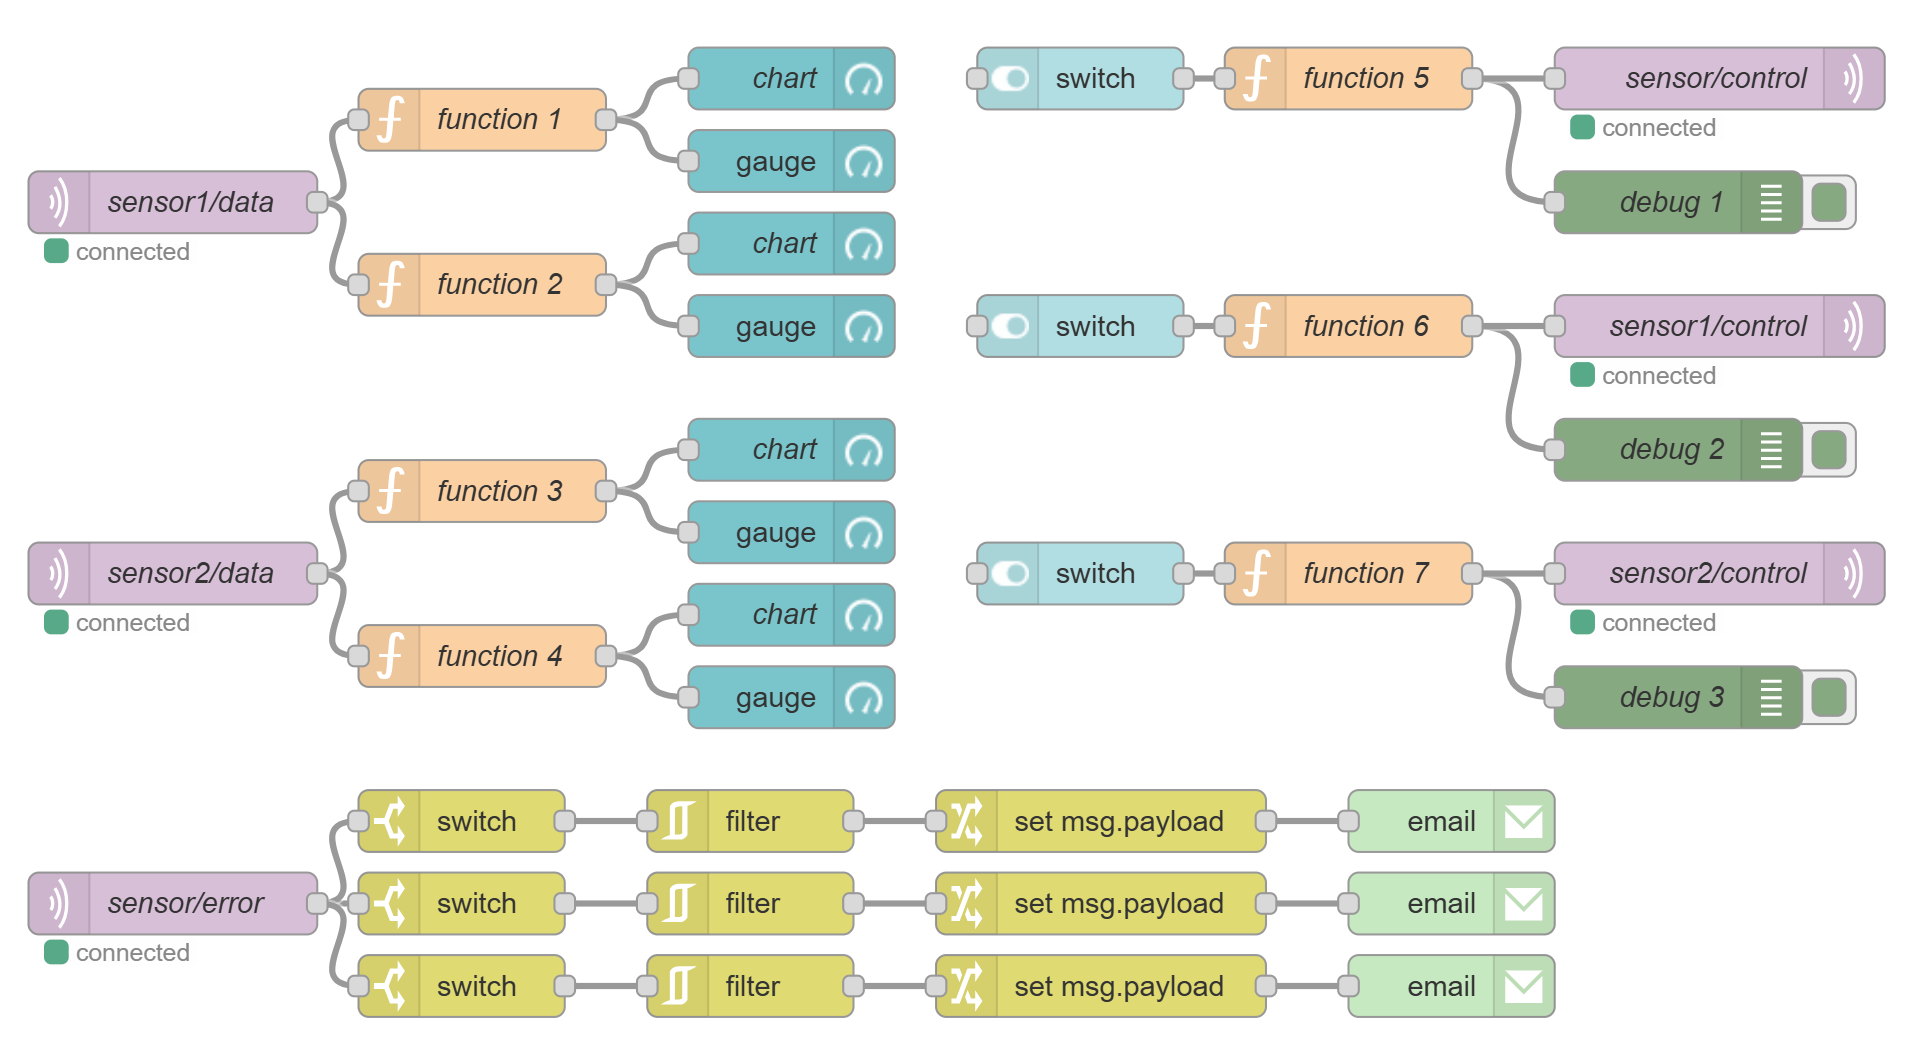 sensor1/data
connected
function 1
function 2
chart
gauge
chart
gauge
sensor2/data
connected
function 3
function 4
chart
gauge
chart
gauge
switch
function 5
sensor/control
connected
debug 1
switch
function 6
sensor1/control
connected
debug 2
switch
function 7
sensor2/control
connected
debug 3
sensor/error
connected
switch
filter
set msg.payload
email
switch
filter
set msg.payload
email
switch
filter
set msg.payload
email